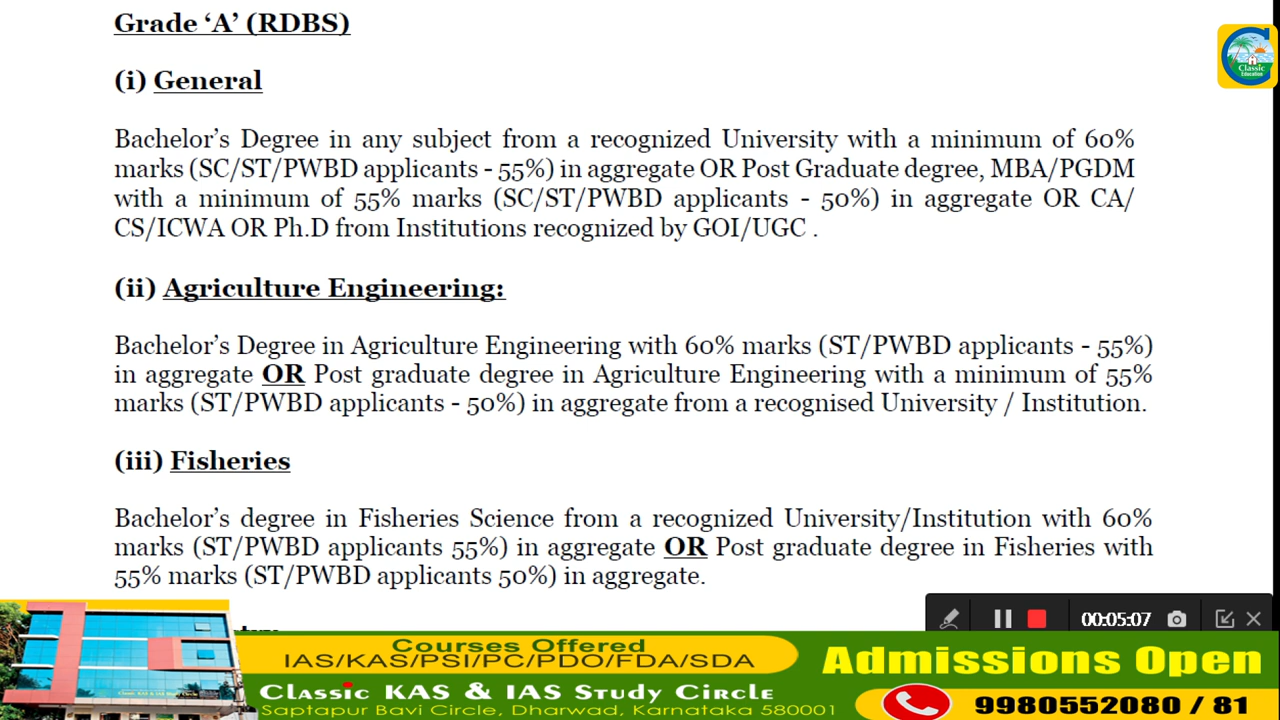 Grade ‘A’ (RDBS)
(i) General
Bachelor’s Degree in any subject from a recognized University with a minimum of 60%
marks (SC/ST/PWBD applicants - 55%) in aggregate OR Post Graduate degree, MBA/PGDM
with a minimum of 55% marks (SC/ST/PWBD applicants - 50%) in aggregate OR CA/
CS/ICWA OR Ph.D from Institutions recognized by GOI/UGC .
(ii) Agriculture Engineering:
Bachelor’s Degree in Agriculture Engineering with 60% marks (ST/PWBD applicants - 55%)
in aggregate OR Post graduate degree in Agriculture Engineering with a minimum of 55%
marks (ST/PWBD applicants - 50%) in aggregate from a recognised University / Institution.
(iii) Fisheries
Bachelor’s degree in Fisheries Science from a recognized University/Institution with 60%
marks (ST/PWBD applicants 55%) in aggregate OR Post graduate degree in Fisheries with
55% marks (ST/PWBD applicants 50%) in aggregate.
Classic
Education
00:05:07
Courses Offered
IAS/KAS/PSI/PC/PDO/FDA/SDA
Classic KAS & IAS Study Circle
Saptapur Bavi Circle, Dharwad, Karnataka 580001
Admissions Open
9980552080 / 81